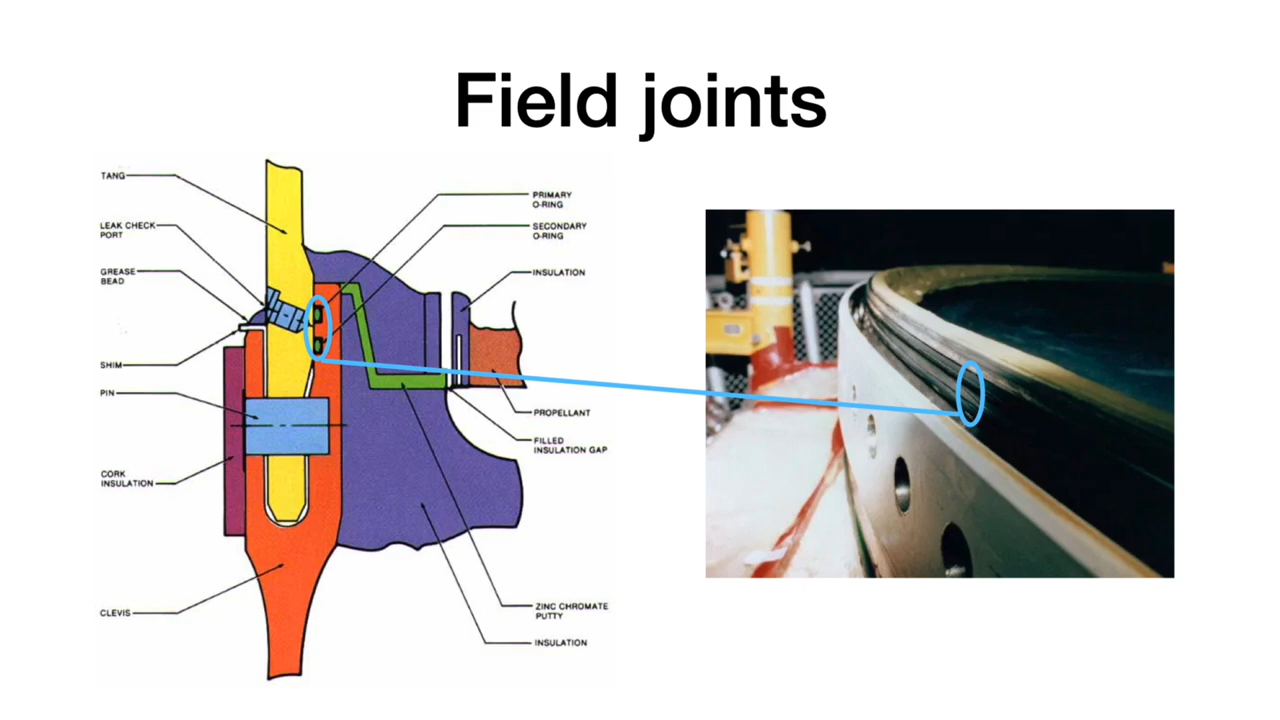 Field joints
TANG
LEAK CHECK
PORT
GREASE
BEAD
SHIM
PIN
CORK
INSULATION
CLEVIS
PRIMARY
O-RING
SECONDARY
O-RING
INSULATION
PROPELLANT
FILLED
INSULATION GAP
ZINC CHROMATE
PUTTY
INSULATION